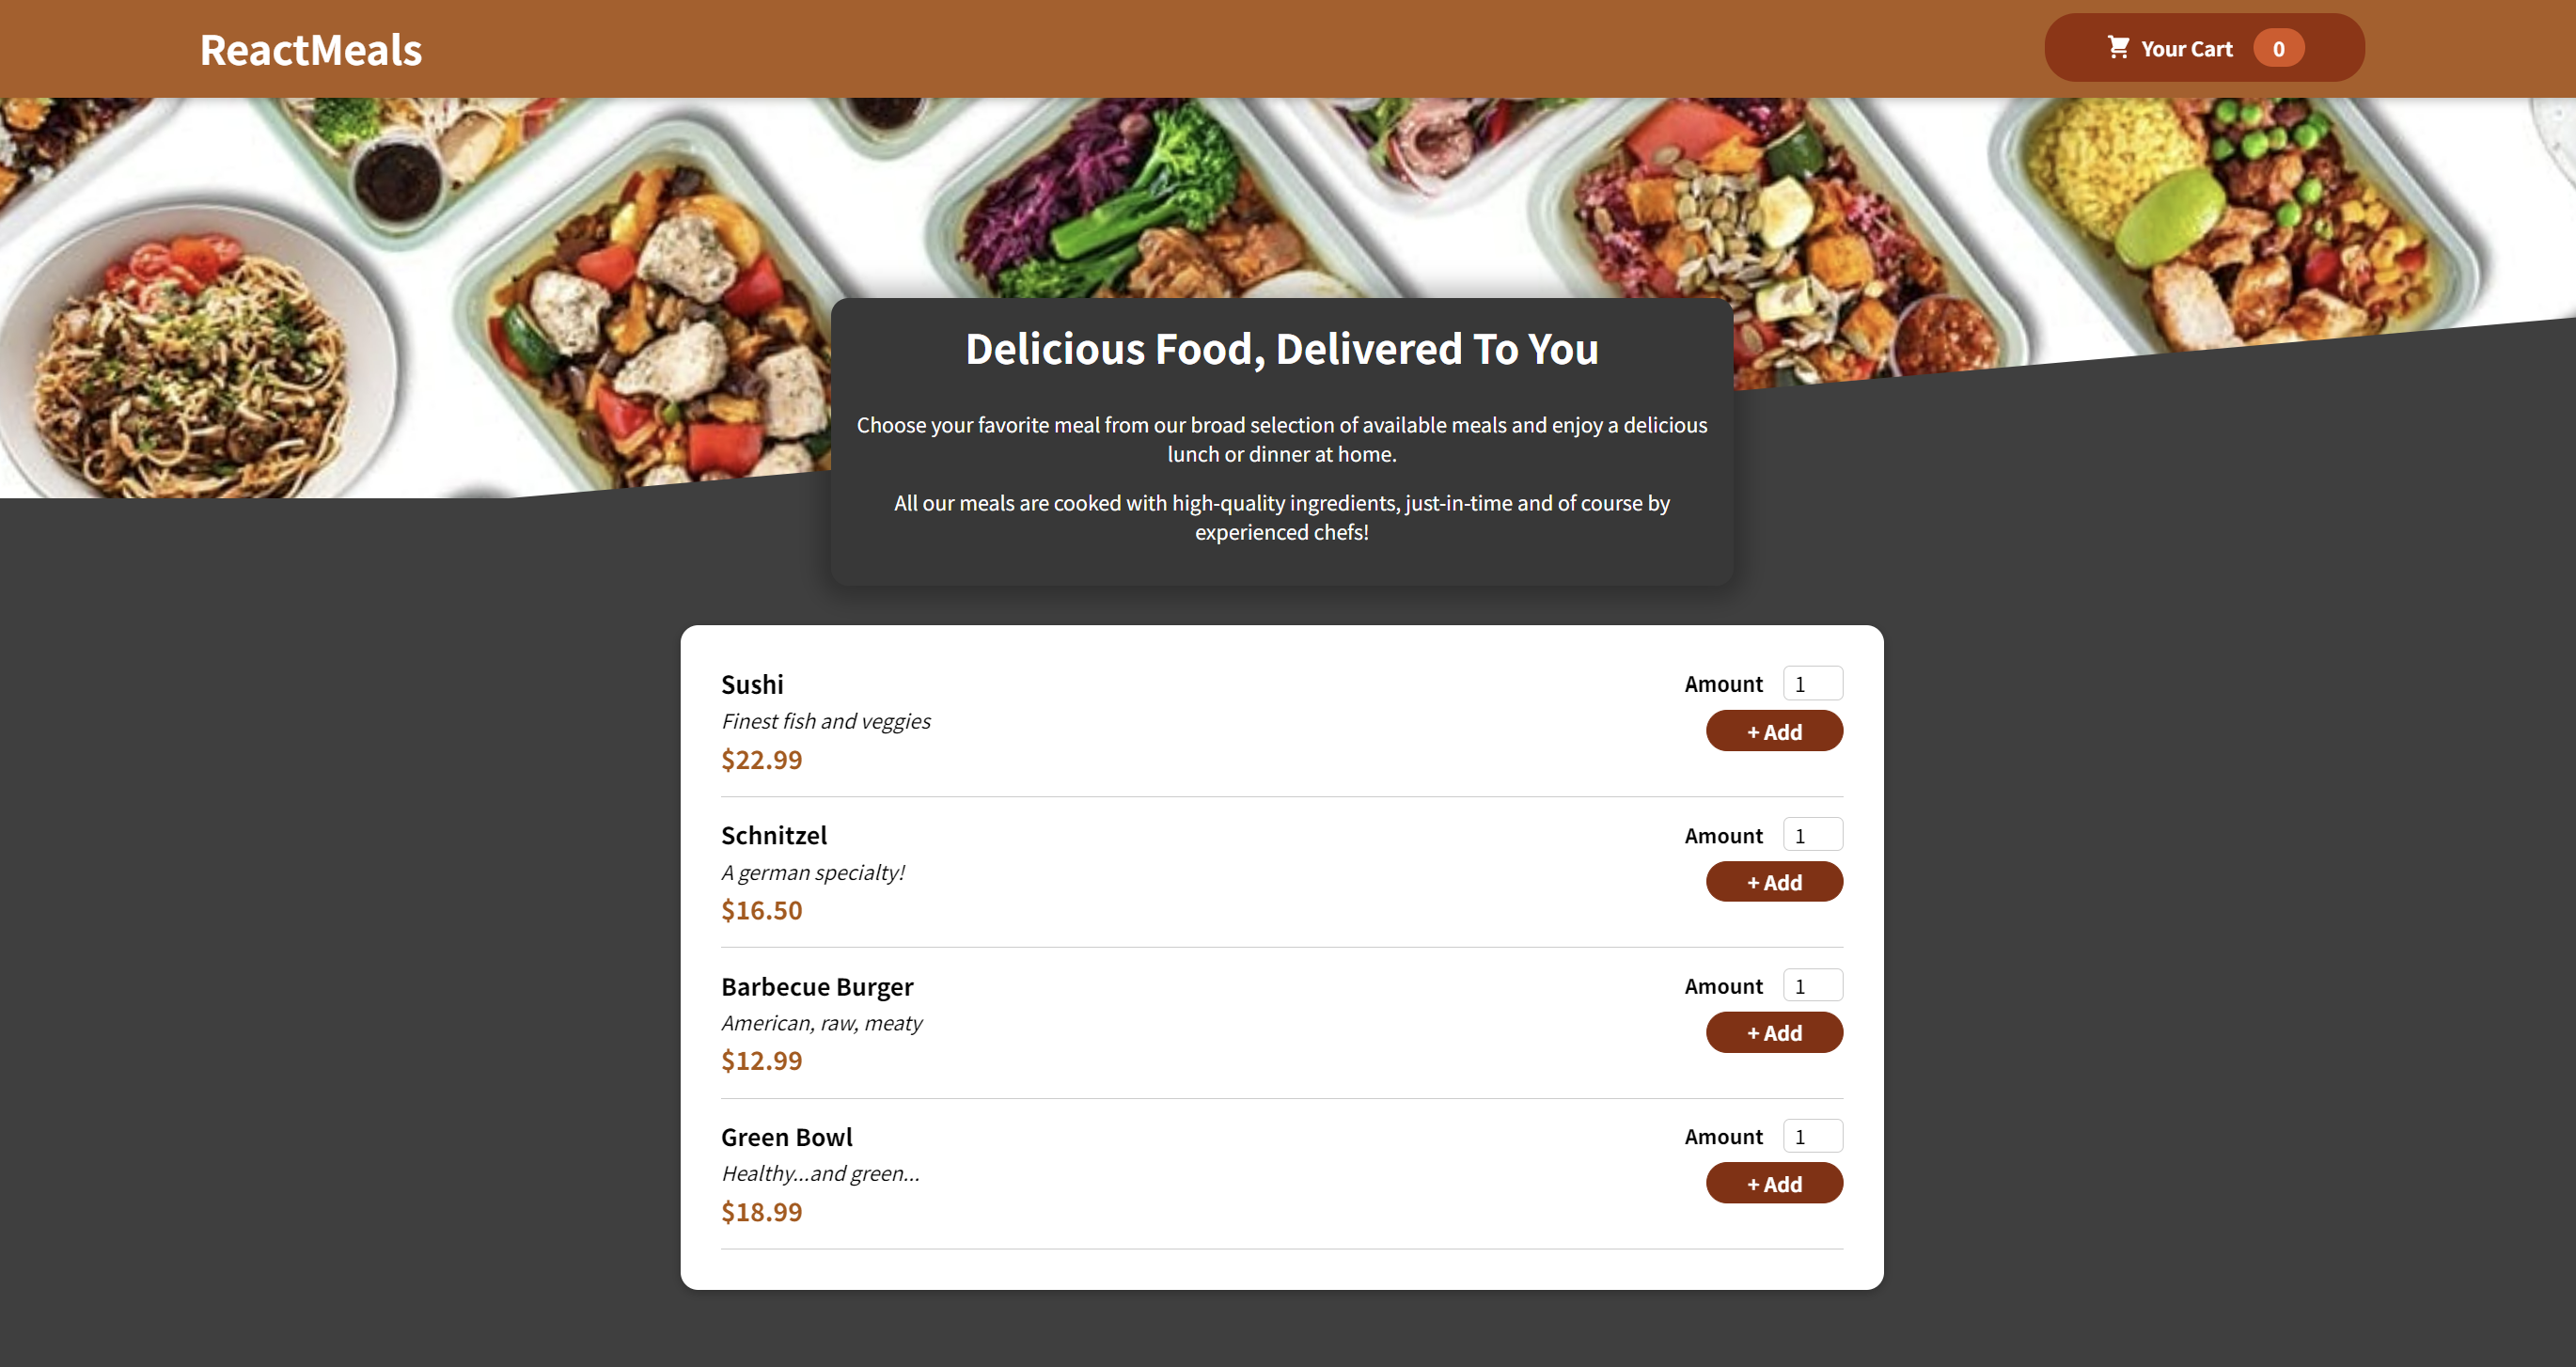 ReactMeals
Your Cart 0
Delicious Food, Delivered To You
Choose your favorite meal from our broad selection of available meals and enjoy a delicious
lunch or dinner at home.
All our meals are cooked with high-quality ingredients, just-in-time and of course by
experienced chefs!
Sushi
Finest fish and veggies
$22.99
Amount 1
+ Add
Schnitzel
A german specialty!
$16.50
Amount 1
+ Add
Barbecue Burger
American, raw, meaty
$12.99
Amount 1
+ Add
Green Bowl
Healthy...and green...
$18.99
Amount 1
+ Add